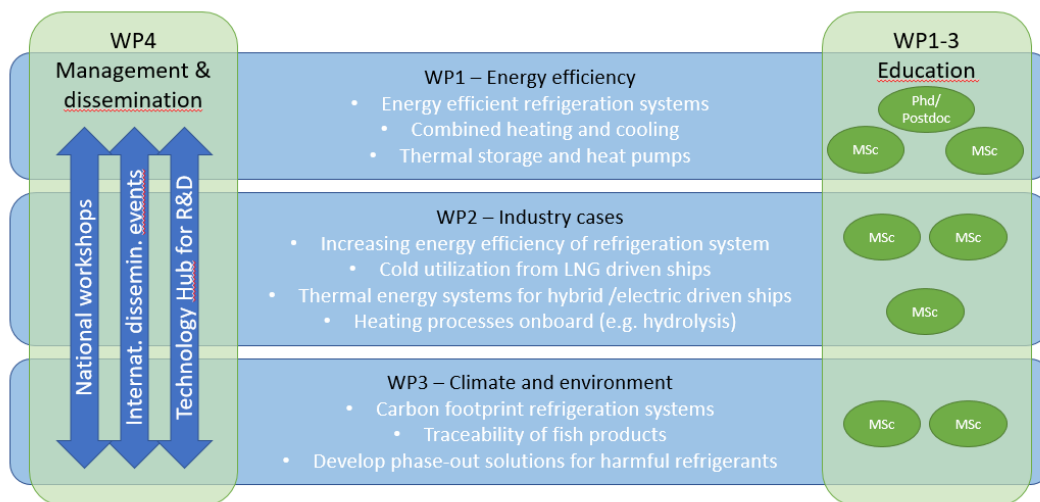 WP4
Management &
dissemination
National workshops
Internat. dissemin. events
Technology Hub for R&D
WP1 – Energy efficiency
• Energy efficient refrigeration systems
• Combined heating and cooling
• Thermal storage and heat pumps
WP2 – Industry cases
• Increasing energy efficiency of refrigeration system
• Cold utilization from LNG driven ships
• Thermal energy systems for hybrid /electric driven ships
• Heating processes onboard (e.g. hydrolysis)
WP3 – Climate and environment
• Carbon footprint refrigeration systems
• Traceability of fish products
• Develop phase-out solutions for harmful refrigerants
WP1-3
Education
Phd/
Postdoc
MSc
MSc
MSc
MSc
MSc
MSc
MSc